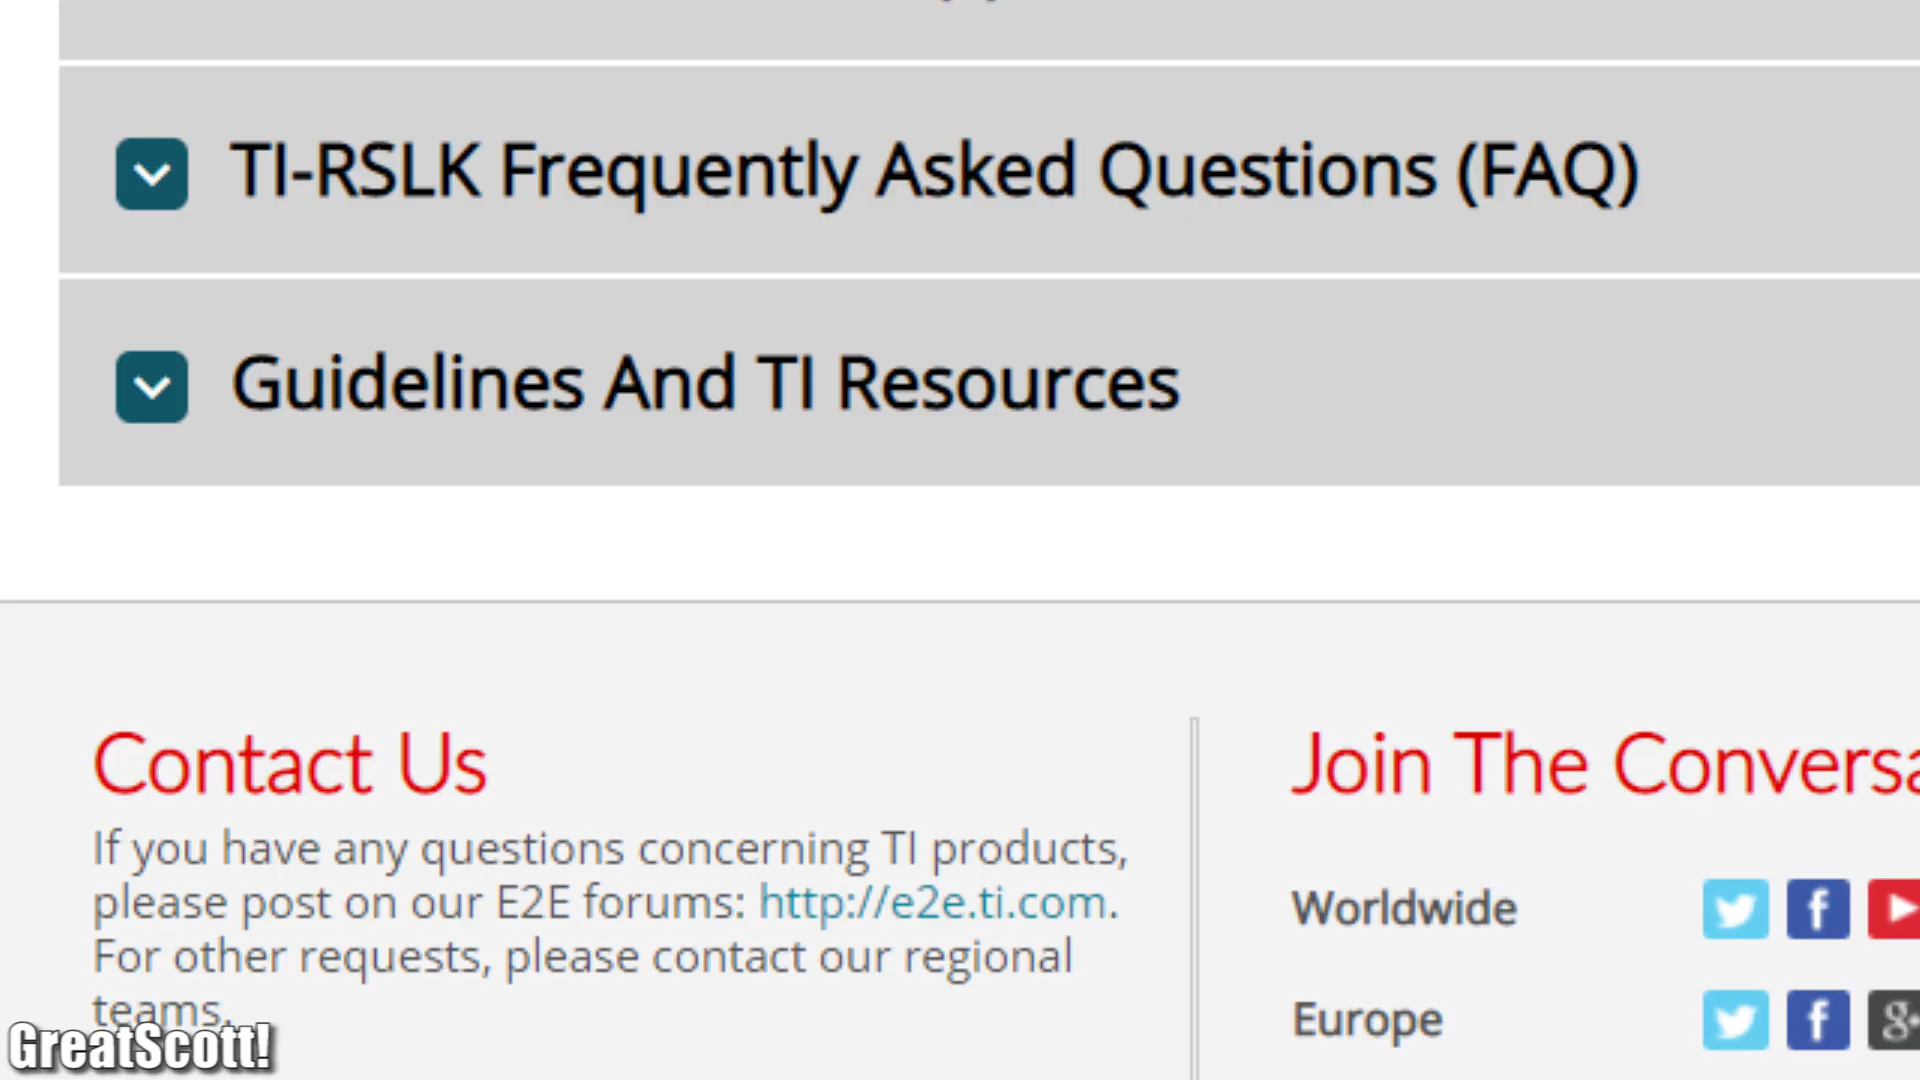 TI-RSLK Frequently Asked Questions (FAQ)
Guidelines And TI Resources
Contact Us
If you have any questions concerning TI products,
please post on our E2E forums: http://e2e.ti.com.
For other requests, please contact our regional
teams.
Join The Conversa
Worldwide
Europe
GreatScott!